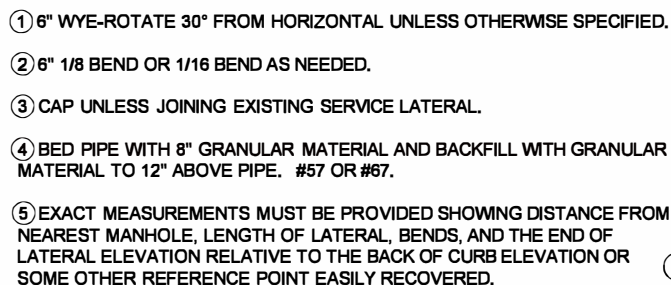 ① 6" WYE-ROTATE 30° FROM HORIZONTAL UNLESS OTHERWISE SPECIFIED.
② 6" 1/8 BEND OR 1/16 BEND AS NEEDED.
③ CAP UNLESS JOINING EXISTING SERVICE LATERAL.
④ BED PIPE WITH 8" GRANULAR MATERIAL AND BACKFILL WITH GRANULAR
MATERIAL TO 12" ABOVE PIPE. #57 OR #67.
⑤ EXACT MEASUREMENTS MUST BE PROVIDED SHOWING DISTANCE FROM
NEAREST MANHOLE, LENGTH OF LATERAL, BENDS, AND THE END OF
LATERAL ELEVATION RELATIVE TO THE BACK OF CURB ELEVATION OR
SOME OTHER REFERENCE POINT EASILY RECOVERED.